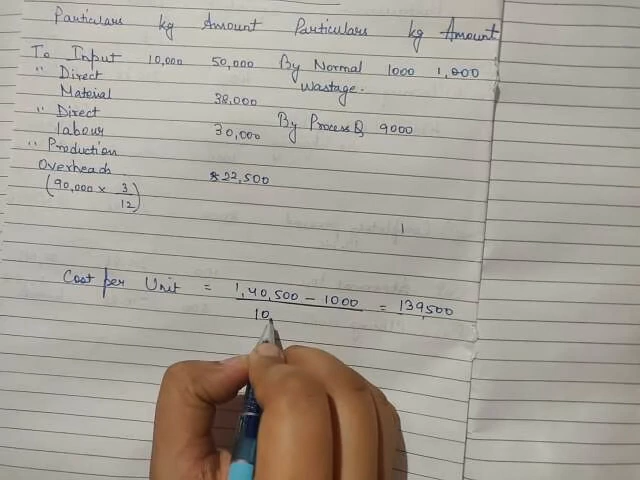 Particulars kg Amount Particulars kg Amount
To Input 10,000 50,000 By Normal 1000 1,000
" Direct wastage.
Material 38,000
" Direct By Process Q 9000
labour 30,000
" Production
Overheads 22,500
(90,000 x 3/12)
Cost per Unit = 1,40,500 - 1000 = 139,500
10,